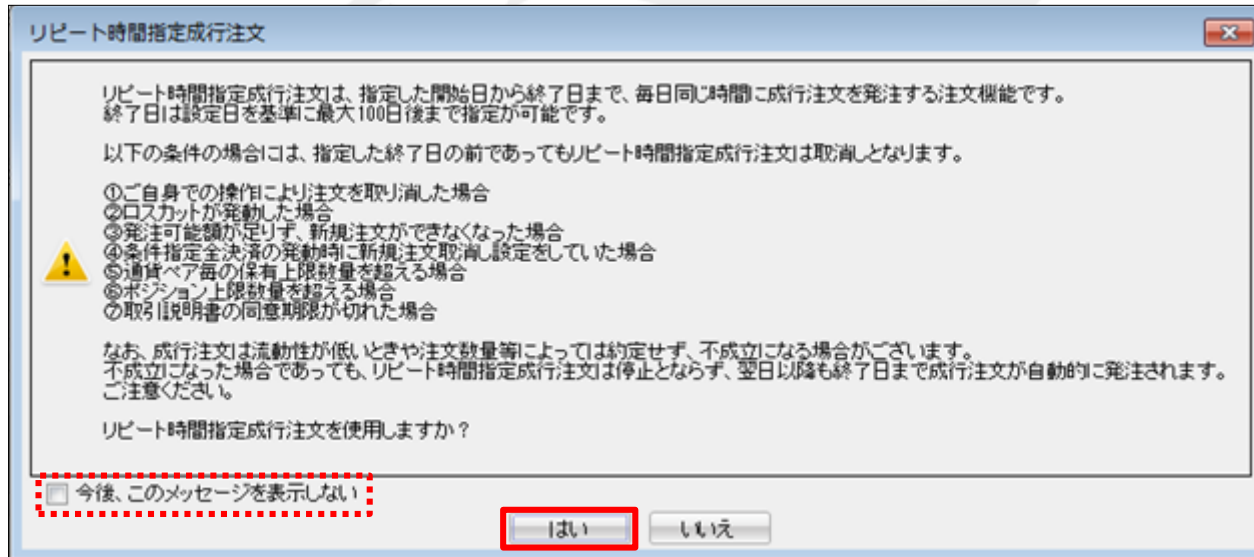 リピート時間指定成行注文
リピート時間指定成行注文は、指定した開始日から終了日まで、毎日同じ時間に成行注文を発注する注文機能です。
終了日は設定日を基準に最大100日後まで指定が可能です。
以下の条件の場合には、指定した終了日の前であってもリピート時間指定成行注文は取消しとなります。
①ご自身での操作により注文を取り消した場合
②ロスカットが発動した場合
③発注可能額が足りず、新規注文ができなくなった場合
④条件指定全決済の発動時に新規注文取消し設定をしていた場合
⑤通貨ペア毎の保有上限数量を超える場合
⑥ポジション上限数量を超える場合
⑦取引説明書の同意期限が切れた場合
なお、成行注文は流動性が低いときや注文数量等によっては約定せず、不成立になる場合がございます。
不成立になった場合であっても、リピート時間指定成行注文は停止とならず、翌日以降も終了日まで成行注文が自動的に発注されます。
ご注意ください。
リピート時間指定成行注文を使用しますか？
今後、このメッセージを表示しない
はい いいえ